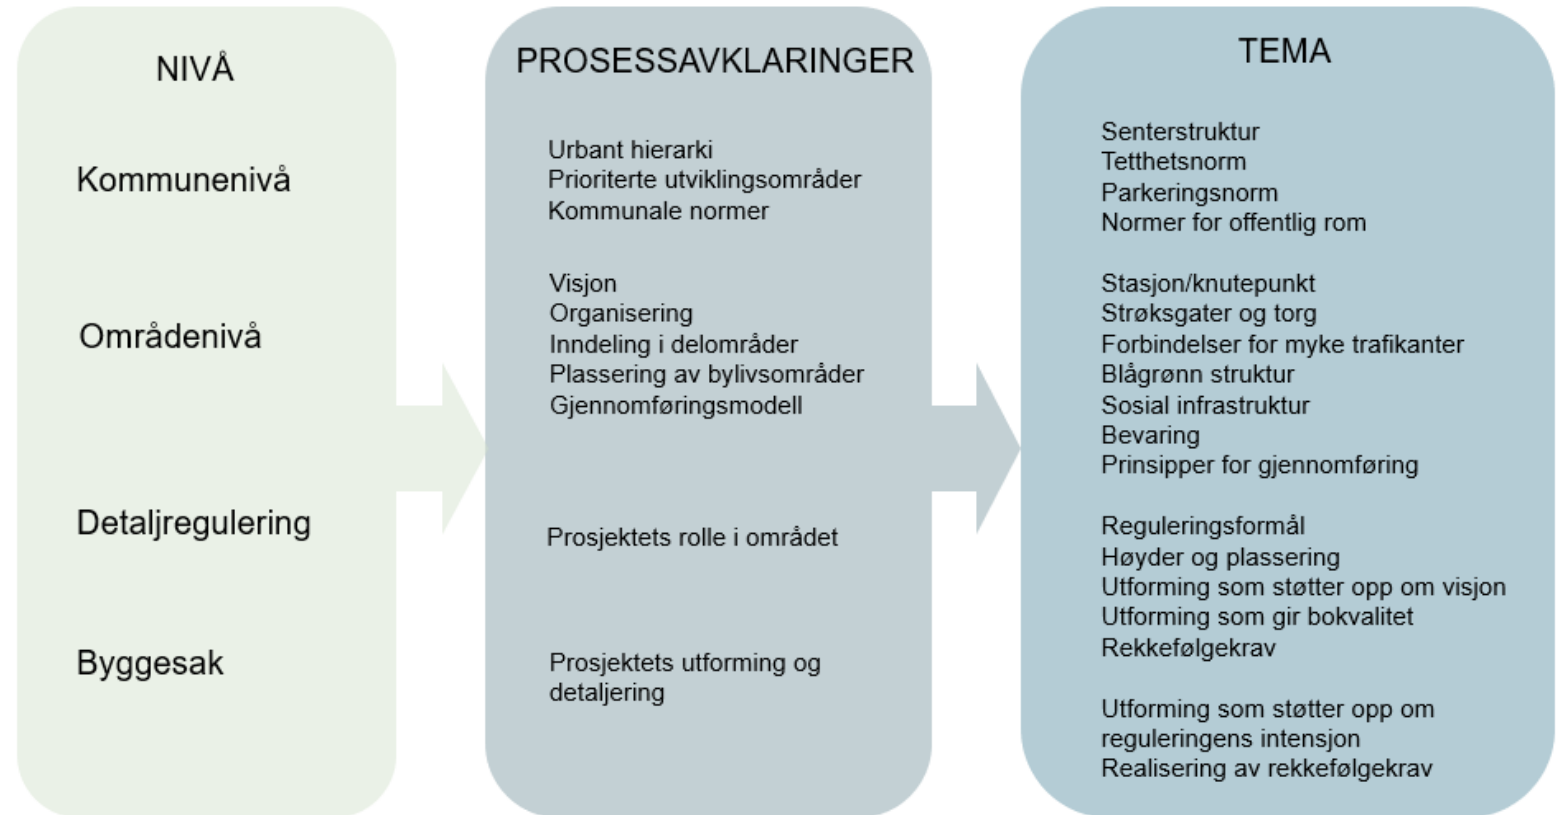 NIVÅ
Kommunenivå
Områdenivå
Detaljregulering
Byggesak
PROSESSAVKLARINGER
Urbant hierarki
Prioriterte utviklingsområder
Kommunale normer
Visjon
Organisering
Inndeling i delområder
Plassering av bylivsområder
Gjennomføringsmodell
Prosjektets rolle i området
Prosjektets utforming og
detaljering
TEMA
Senterstruktur
Tetthetsnorm
Parkeringsnorm
Normer for offentlig rom
Stasjon/knutepunkt
Strøksgater og torg
Forbindelser for myke trafikanter
Blågrønn struktur
Sosial infrastruktur
Bevaring
Prinsipper for gjennomføring
Reguleringsformål
Høyder og plassering
Utforming som støtter opp om visjon
Utforming som gir bokvalitet
Rekkefølgekrav
Utforming som støtter opp om
reguleringens intensjon
Realisering av rekkefølgekrav